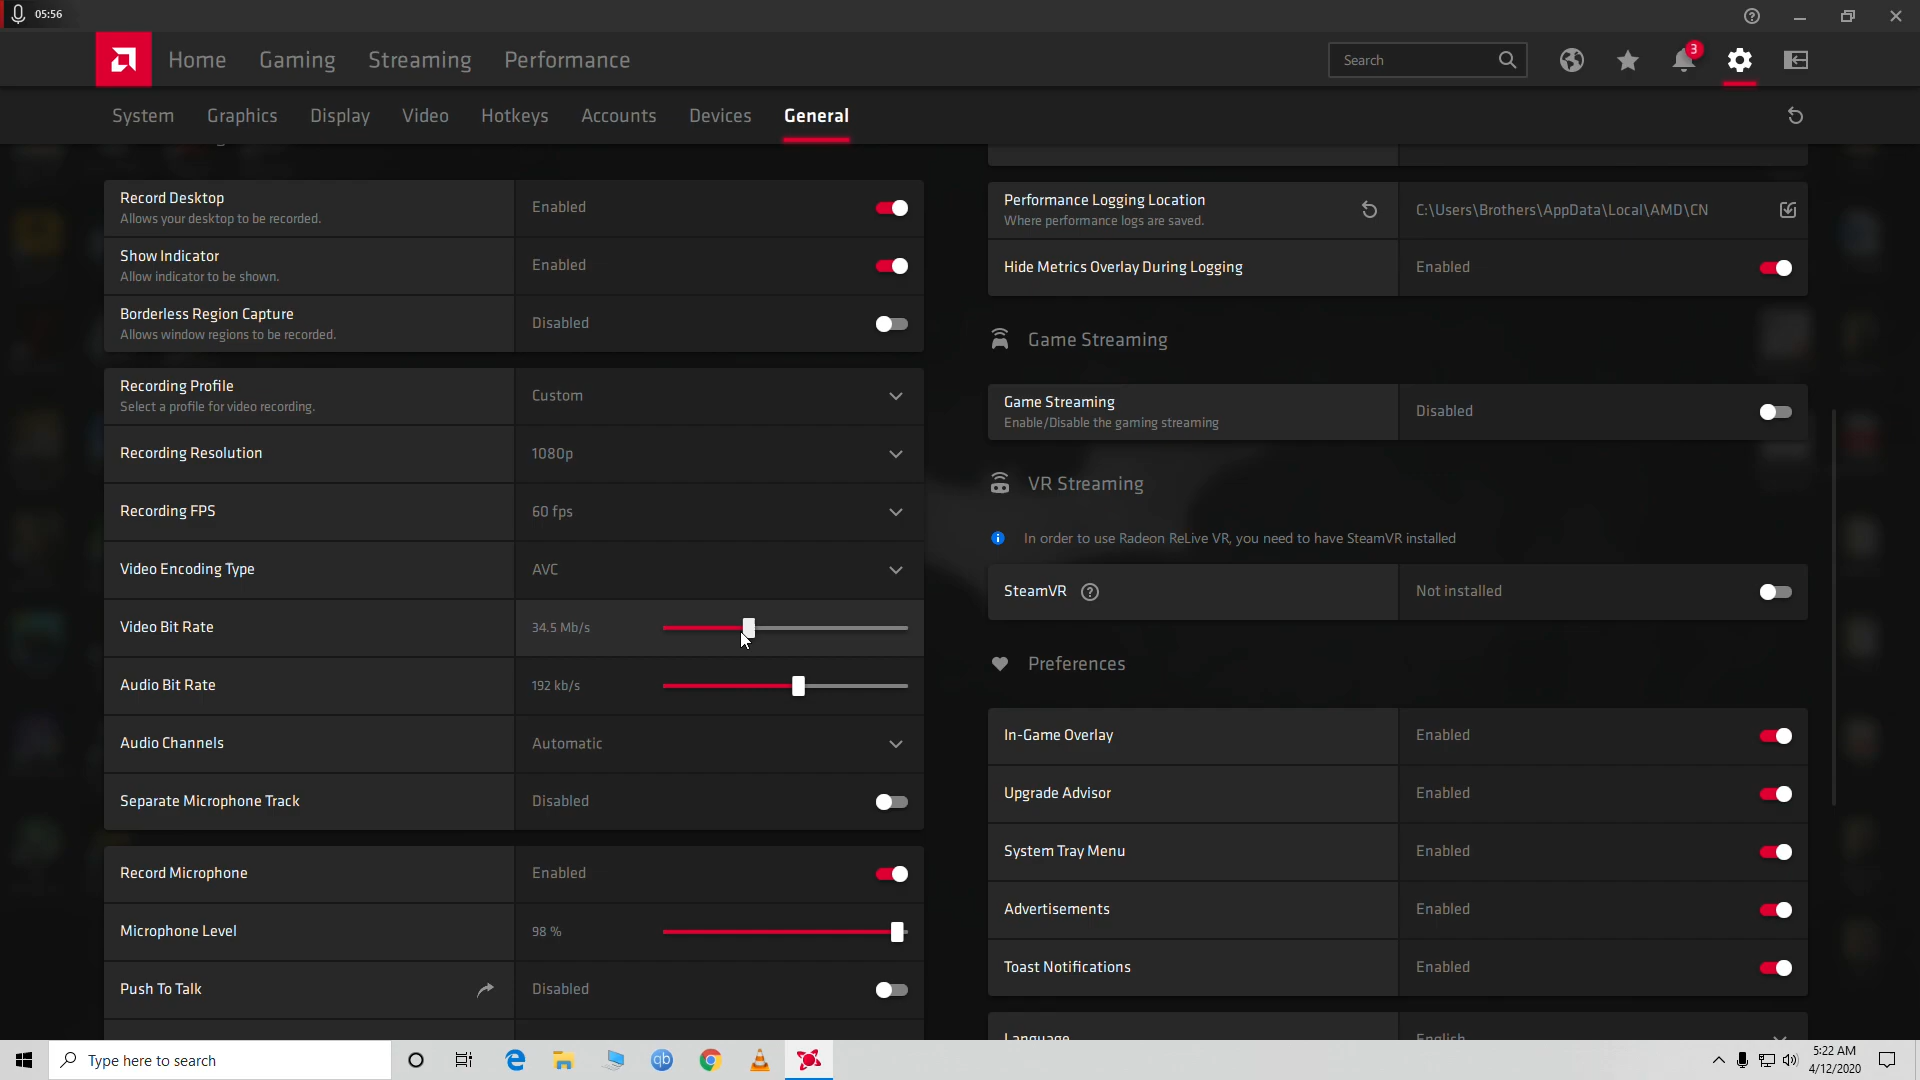 05:56
Home
Gaming
Streaming
Performance
Search
3
System
Graphics
Display
Video
Hotkeys
Accounts
Devices
General
Record Desktop
Allows your desktop to be recorded.
Enabled
Show Indicator
Allow indicator to be shown.
Enabled
Borderless Region Capture
Allows window regions to be recorded.
Disabled
Recording Profile
Select a profile for video recording.
Custom
Recording Resolution
1080p
Recording FPS
60 fps
Video Encoding Type
AVC
Video Bit Rate
34.5 Mb/s
Audio Bit Rate
192 kb/s
Audio Channels
Automatic
Separate Microphone Track
Disabled
Record Microphone
Enabled
Microphone Level
98 %
Push To Talk
Disabled
Performance Logging Location
Where performance logs are saved.
C:\Users\Brothers\AppData\Local\AMD\CN
Hide Metrics Overlay During Logging
Enabled
Game Streaming
Game Streaming
Enable/Disable the gaming streaming
Disabled
VR Streaming
In order to use Radeon ReLive VR, you need to have SteamVR installed
SteamVR
Not installed
Preferences
In-Game Overlay
Enabled
Upgrade Advisor
Enabled
System Tray Menu
Enabled
Advertisements
Enabled
Toast Notifications
Enabled
Language
English
Type here to search
qb
5:22 AM
4/12/2020